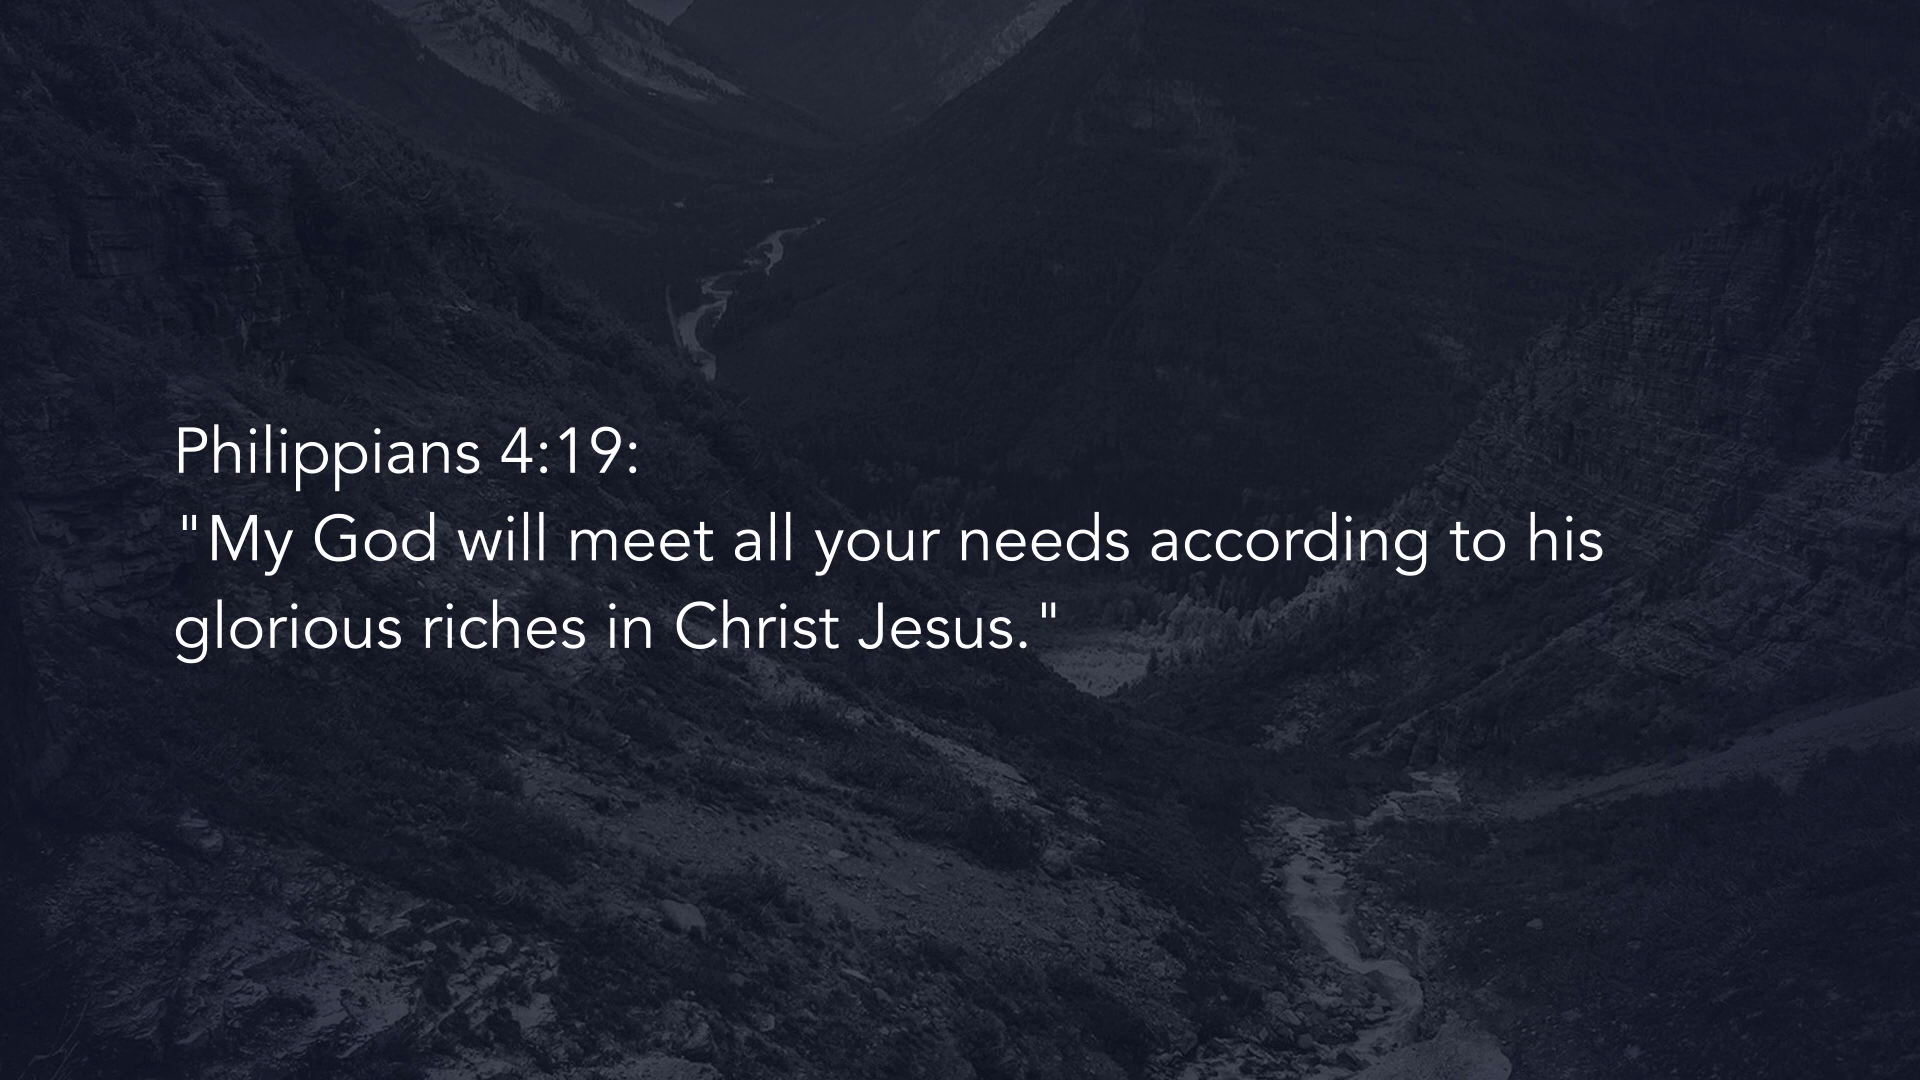 Philippians 4:19:
"My God will meet all your needs according to his
glorious riches in Christ Jesus."